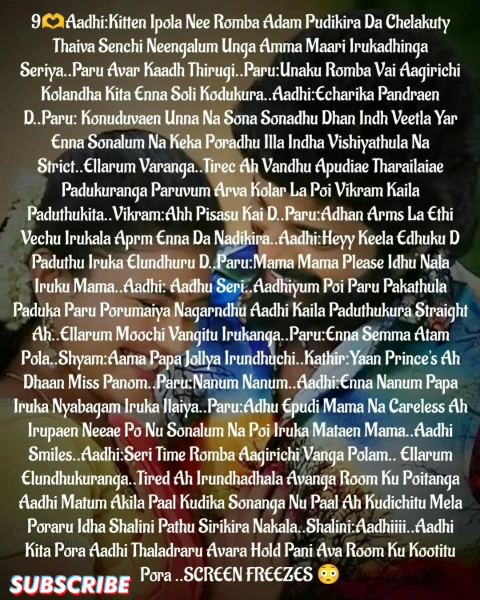 9🫶Aadhi:Kitten Ipola Nee Romba Adam Pudikira Da Chelakuty
Thaiva Senchi Neengalum Unga Amma Maari Irukadhinga
Seriya..Paru Avar Kaadh Thirugi..Paru:Unaku Romba Vai Aagirichi
Kolandha Kita Enna Soli Kodukura..Aadhi:Echarika Pandraen
D..Paru: Konuduvaen Unna Na Sona Sonadhu Dhan Indh Veetla Yar
Enna Sonalum Na Keka Poradhu Illa Indha Vishiyathula Na
Strict..Ellarum Varanga..Tirec Ah Vandhu Apudiae Tharailaiae
Padukuranga Paruvum Arva Kolar La Poi Vikram Kaila
Paduthukita..Vikram:Ahh Pisasu Kai D..Paru:Adhan Arms La Ethi
Vechu Irukala Aprm Enna Da Nadikira..Aadhi:Heyy Keela Edhuku D
Paduthu Iruka Elundhuru D..Paru:Mama Mama Please Idhu Nala
Iruku Mama..Aadhi: Aadhu Seri..Aadhiyum Poi Paru Pakathula
Paduka Paru Porumaiya Nagarndhu Aadhi Kaila Paduthukura Straight
Ah..Ellarum Moochi Vangitu Irukanga..Paru:Enna Semma Atam
Pola..Shyam:Aama Papa Jollya Irundhuchi..Kathir:Yaan Prince's Ah
Dhaan Miss Panom..Paru:Nanum Nanum..Aadhi:Enna Nanum Papa
Iruka Nyabagam Iruka Ilaiya..Paru:Adhu Epudi Mama Na Careless Ah
Irupaen Neeae Po Nu Sonalum Na Poi Iruka Mataen Mama..Aadhi
Smiles..Aadhi:Seri Time Romba Aagirichi Vanga Polam.. Ellarum
Elundhukuranga..Tired Ah Irundhadhala Avanga Room Ku Poitanga
Aadhi Matum Akila Paal Kudika Sonanga Nu Paal Ah Kudichitu Mela
Poraru Idha Shalini Pathu Sirikira Nakala..Shalini:Aadhiiii..Aadhi
Kita Pora Aadhi Thaladraru Avara Hold Pani Ava Room Ku Kootitu
Pora ..SCREEN FREEZES 😳
SUBSCRIBE